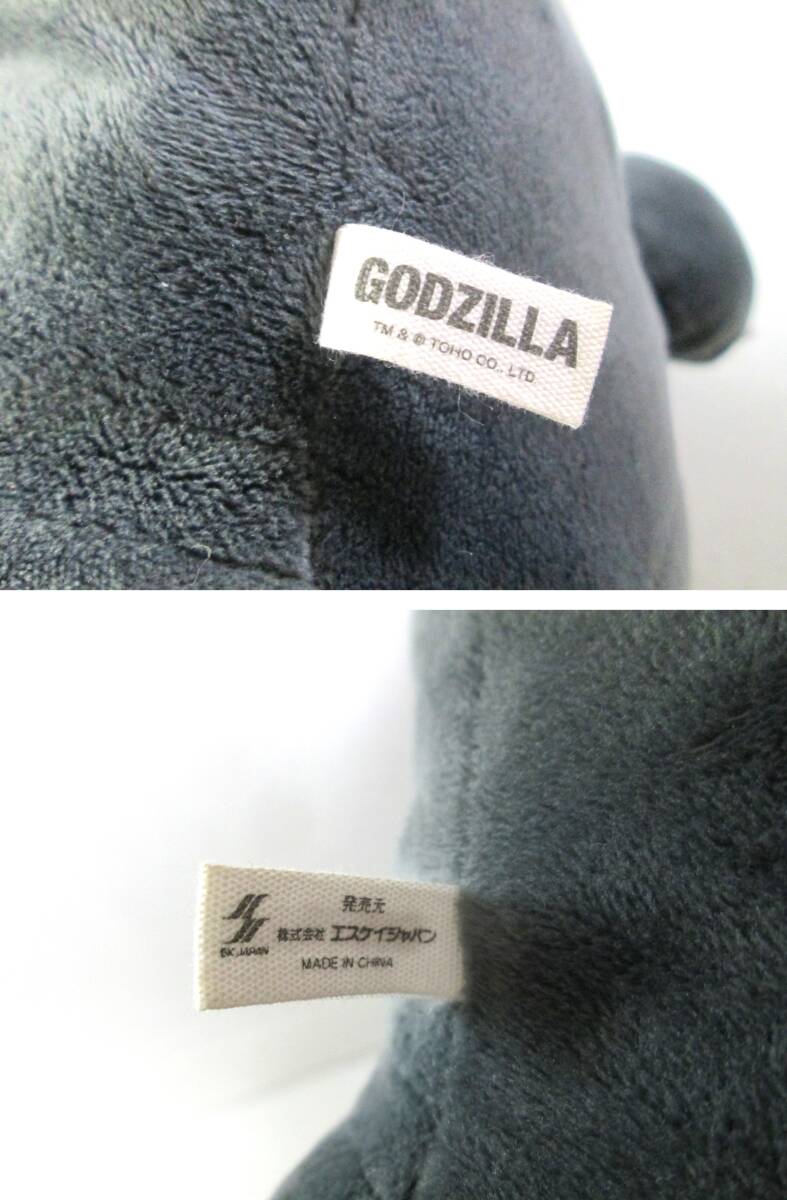 GODZILLA
TM & © TOHO CO., LTD.
発売元
株式会社 エスケイジャパン
SK JAPAN
MADE IN CHINA